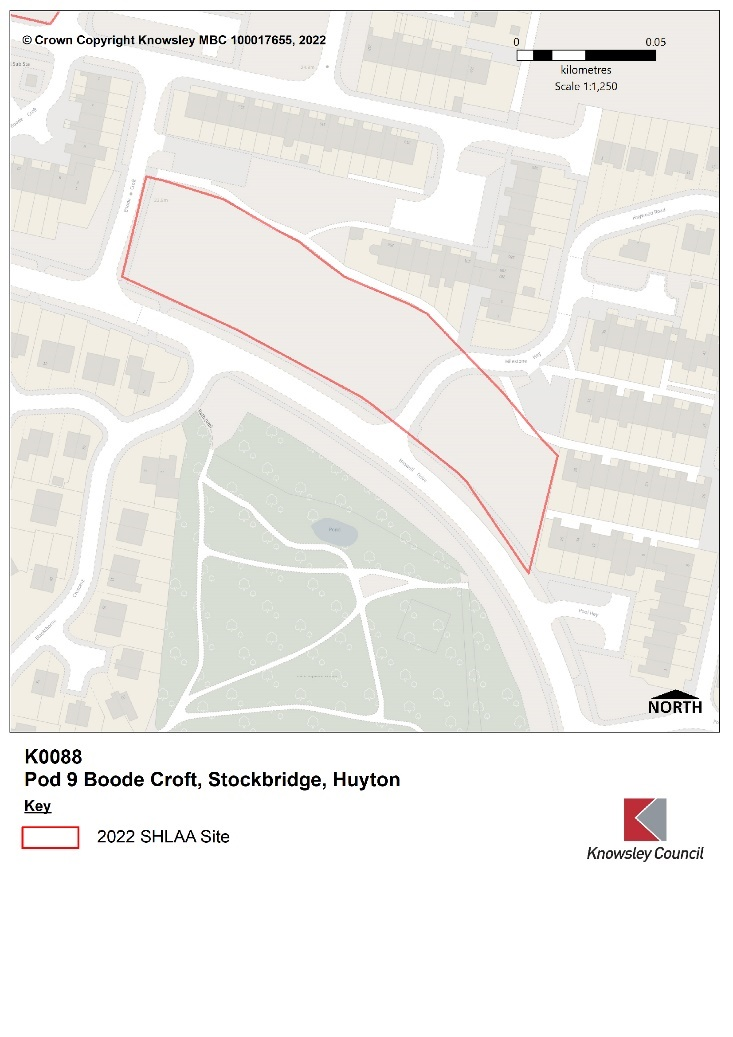 © Crown Copyright Knowsley MBC 100017655, 2022
0 0.05
kilometres
Scale 1:1,250
Pond
NORTH
K0088
Pod 9 Boode Croft, Stockbridge, Huyton
Key
2022 SHLAA Site
Knowsley Council